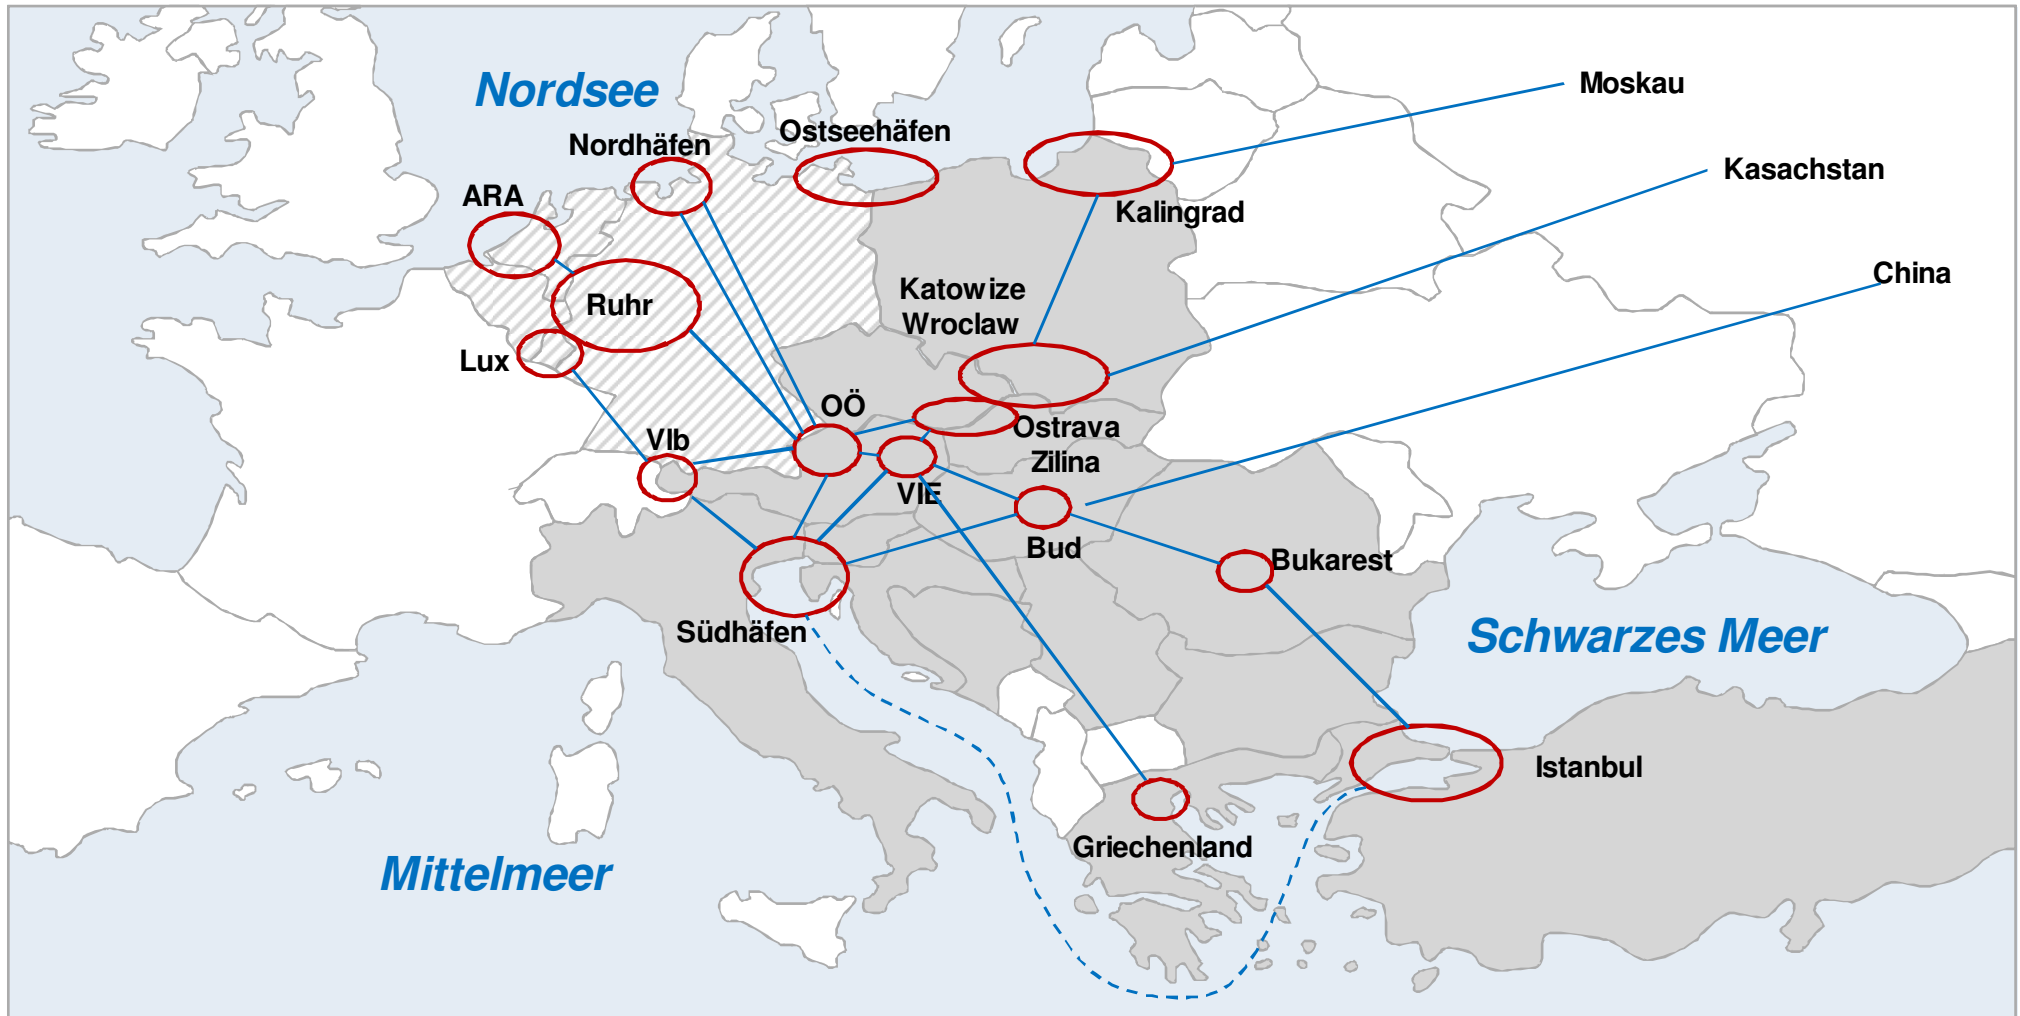 Moskau
Nordsee
Ostseehäfen
Nordhäfen
Kasachstan
ARA
Kalingrad
China
Katowize
Wroclaw
Ruhr
Lux
OÖ
Ostrava
Zilina
Vlb
VIE
Bud
Bukarest
Südhäfen
Schwarzes Meer
Istanbul
Griechenland
Mittelmeer